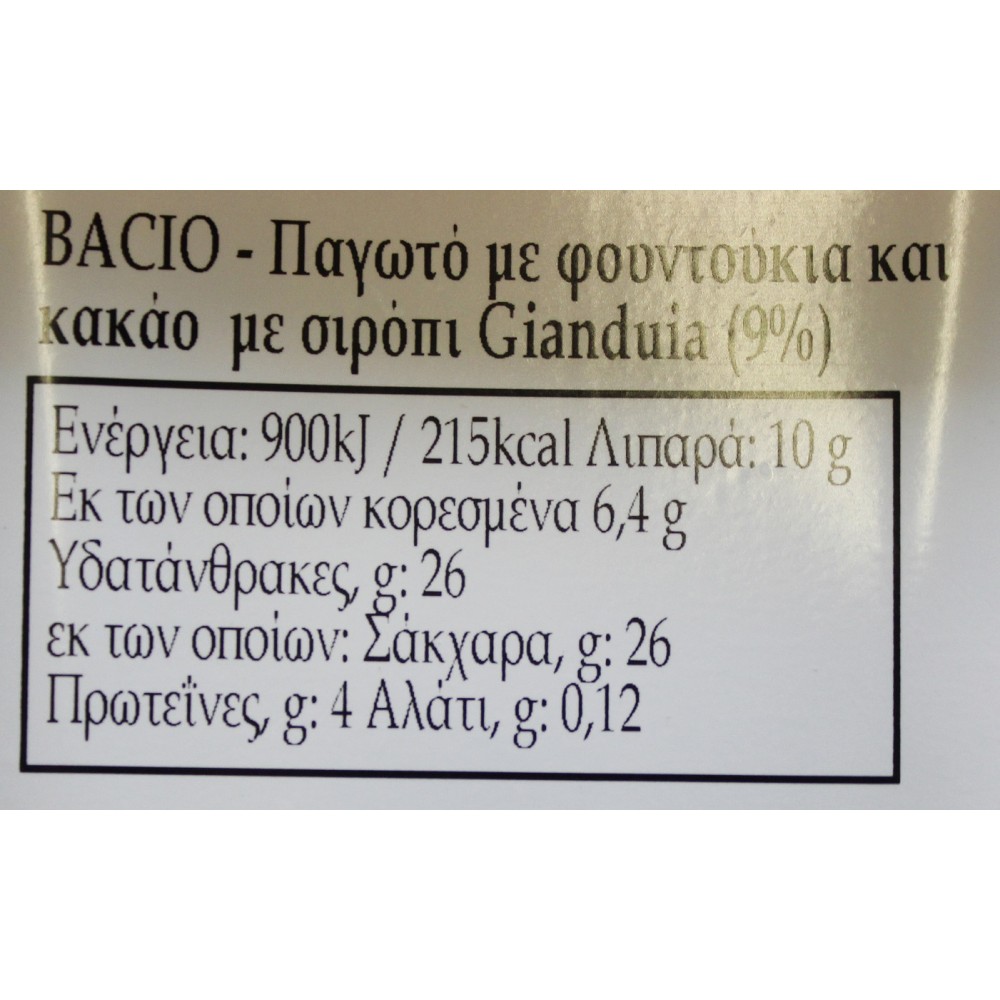 BACIO - Παγωτό με φουντούκια και
κακάο με σιρόπι Gianduia (9%)
Ενέργεια: 900kJ / 215kcal Λιπαρά: 10 g
Εκ των οποίων κορεσμένα 6,4 g
Υδατάνθρακες, g: 26
εκ των οποίων: Σάκχαρα, g: 26
Πρωτεΐνες, g: 4 Αλάτι, g: 0,12